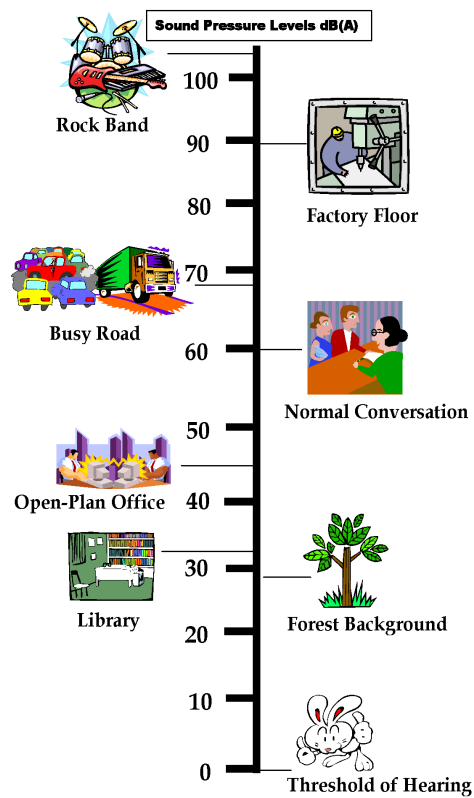 Sound Pressure Levels dB(A)
100
Rock Band
90
80
Factory Floor
70
Busy Road
60
Normal Conversation
50
Open-Plan Office
40
30
Library
Forest Background
20
10
0
Threshold of Hearing